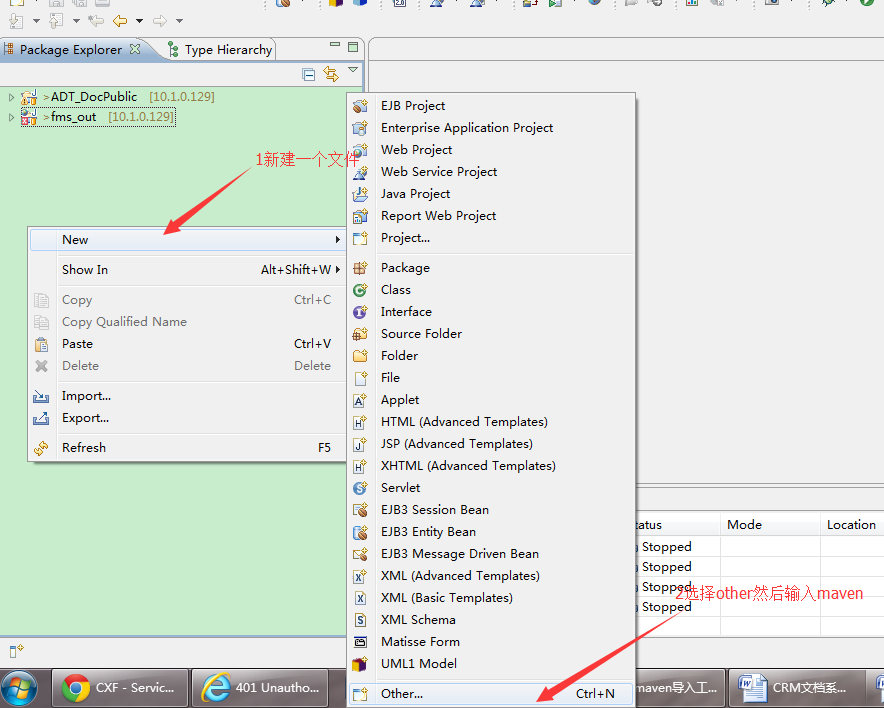 Package Explorer
Type Hierarchy
>ADT_DocPublic [10.1.0.129]
>fms_out [10.1.0.129]
1新建一个文件
New
Show In Alt+Shift+W
Copy Ctrl+C
Copy Qualified Name
Paste Ctrl+V
Delete Delete
Import...
Export...
Refresh F5
EJB Project
Enterprise Application Project
Web Project
Web Service Project
Java Project
Report Web Project
Project...
Package
Class
Interface
Source Folder
Folder
File
Applet
HTML (Advanced Templates)
JSP (Advanced Templates)
XHTML (Advanced Templates)
Servlet
EJB3 Session Bean
EJB3 Entity Bean
EJB3 Message Driven Bean
XML (Advanced Templates)
XML (Basic Templates)
XML Schema
Matisse Form
UML1 Model
Other... Ctrl+N
tatus Mode Location
Stopped
Stopped
Stopped
Stopped
2选择other然后输入maven
CXF - Servic...
401 Unautho...
maven导入工...
CRM文档系...